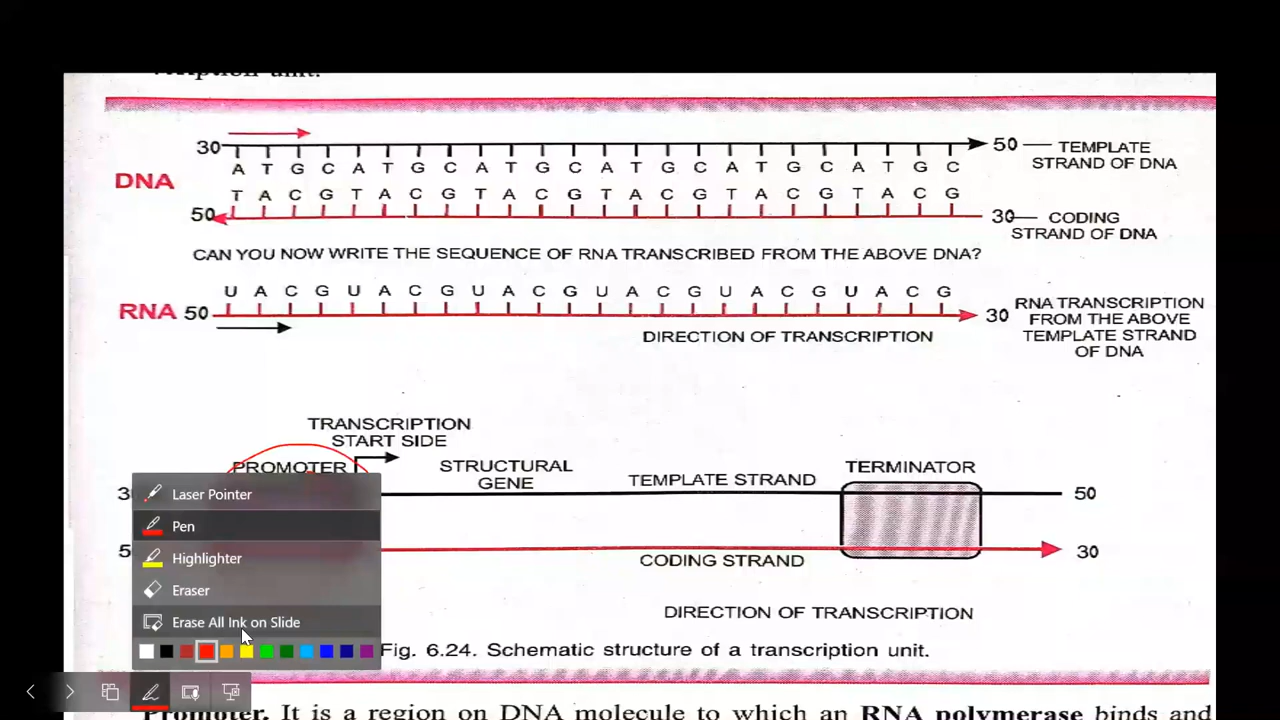 ription unit.
30 50 — TEMPLATE
STRAND OF DNA
A T G C A T G C A T G C A T G C A T G C A T G C
DNA
T A C G T A C G T A C G T A C G T A C G T A C G
50 30 — CODING
STRAND OF DNA
CAN YOU NOW WRITE THE SEQUENCE OF RNA TRANSCRIBED FROM THE ABOVE DNA?
U A C G U A C G U A C G U A C G U A C G U A C G
RNA 50 30 RNA TRANSCRIPTION
FROM THE ABOVE
TEMPLATE STRAND
OF DNA
DIRECTION OF TRANSCRIPTION
TRANSCRIPTION
START SIDE
PROMOTER
STRUCTURAL
GENE
TEMPLATE STRAND
TERMINATOR
3 50
5 30
CODING STRAND
DIRECTION OF TRANSCRIPTION
Fig. 6.24. Schematic structure of a transcription unit.
Promoter. It is a region on DNA molecule to which an RNA polymerase binds and
Laser Pointer
Pen
Highlighter
Eraser
Erase All Ink on Slide